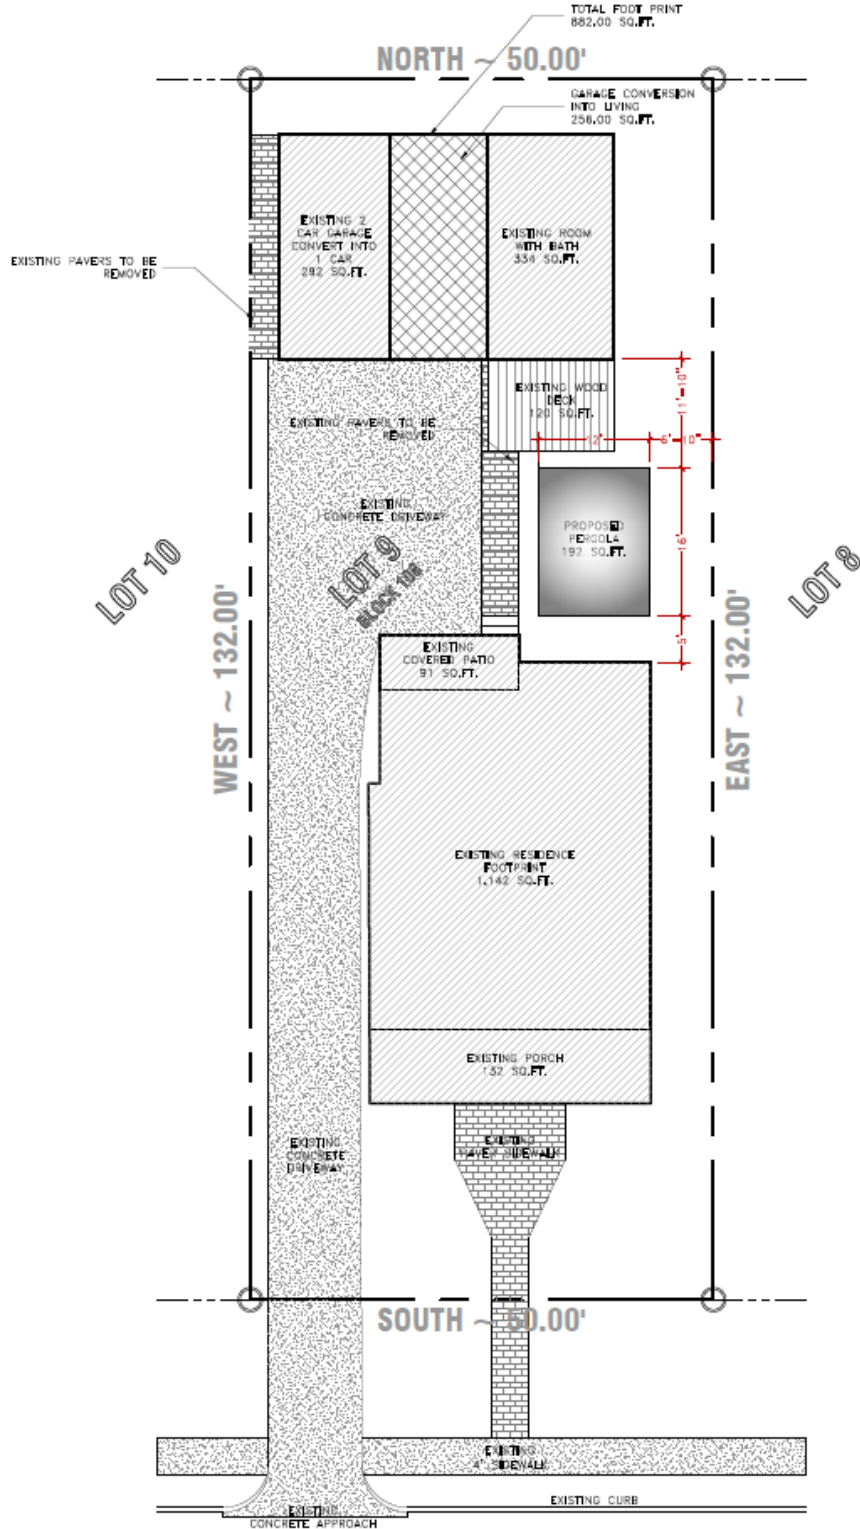 TOTAL FOOT PRINT
882.00 SQ.FT.
NORTH ~ 50.00'
GARAGE CONVERSION
INTO LIVING
256.00 SQ.FT.
EXISTING 2
CAR GARAGE
CONVERT INTO
1 CAR
292 SQ.FT.
EXISTING ROOM
WITH BATH
334 SQ.FT.
EXISTING PAVERS TO BE
REMOVED
EXISTING WOOD
DECK
120 SQ.FT.
11'-10"
EXISTING PAVERS TO BE
REMOVED
12'
6'-10"
EXISTING
CONCRETE DRIVEWAY
PROPOSED
PERGOLA
192 SQ.FT.
16'
LOT 10
LOT 9
BLOCK 108
LOT 8
WEST ~ 132.00'
EAST ~ 132.00'
5'
EXISTING
COVERED PATIO
91 SQ.FT.
EXISTING RESIDENCE
FOOTPRINT
1,142 SQ.FT.
EXISTING PORCH
132 SQ.FT.
EXISTING
CONCRETE
DRIVEWAY
EXISTING
PAVER SIDEWALK
SOUTH ~ 50.00'
EXISTING
4' SIDEWALK
EXISTING CURB
EXISTING
CONCRETE APPROACH